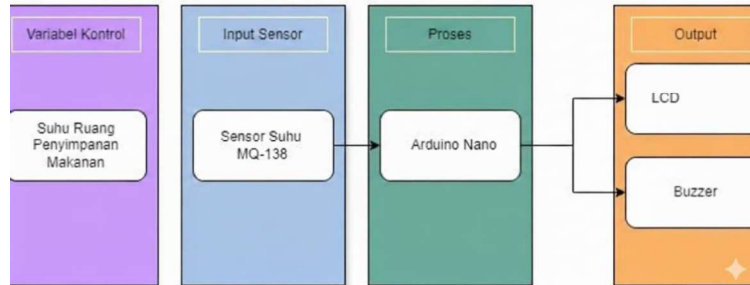 Variabel Kontrol
Input Sensor
Proses
Output
Suhu Ruang
Penyimpanan
Makanan
Sensor Suhu
MQ-138
Arduino Nano
LCD
Buzzer